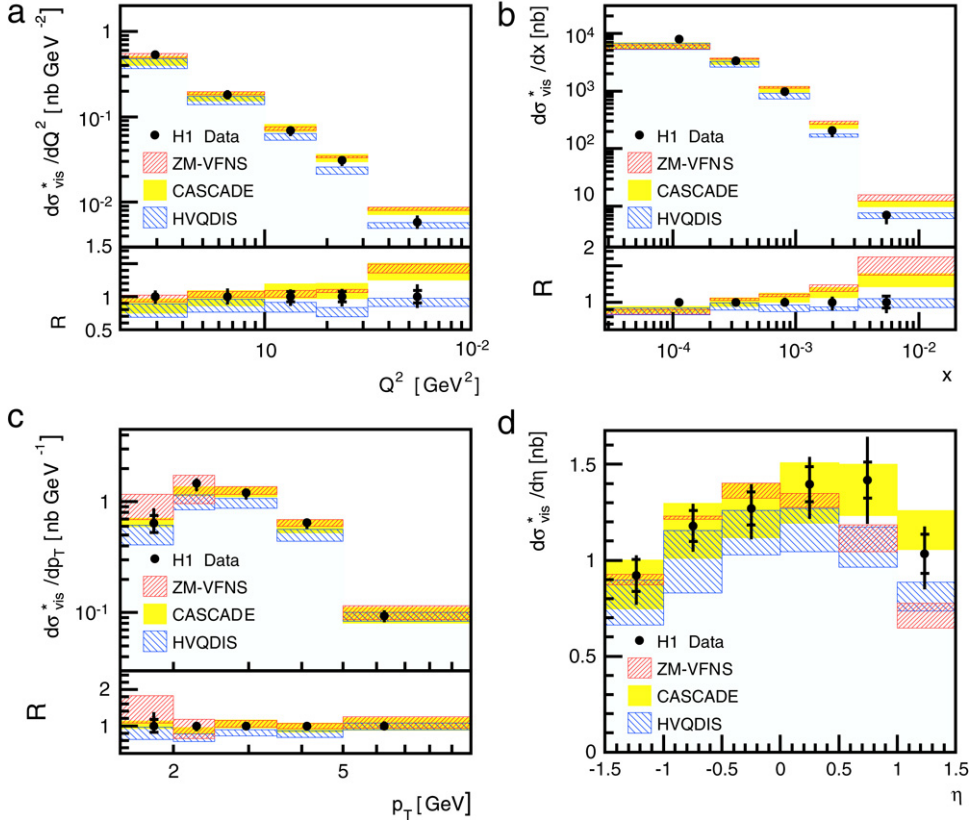 a
dσ*vis/dQ² [nb GeV⁻²]
1
10⁻¹
10⁻²
H1 Data
ZM-VFNS
CASCADE
HVQDIS
R
1.5
1
0.5
10
10⁻²
Q² [GeV²]
b
dσ*vis/dx [nb]
10⁴
10³
10²
10
H1 Data
ZM-VFNS
CASCADE
HVQDIS
R
2
1
10⁻⁴
10⁻³
10⁻²
x
c
dσ*vis/dpT [nb GeV⁻¹]
1
10⁻¹
H1 Data
ZM-VFNS
CASCADE
HVQDIS
R
2
1
2
5
pT [GeV]
d
dσ*vis/dη [nb]
1.5
1
0.5
0
H1 Data
ZM-VFNS
CASCADE
HVQDIS
-1.5 -1 -0.5 0 0.5 1 1.5
η